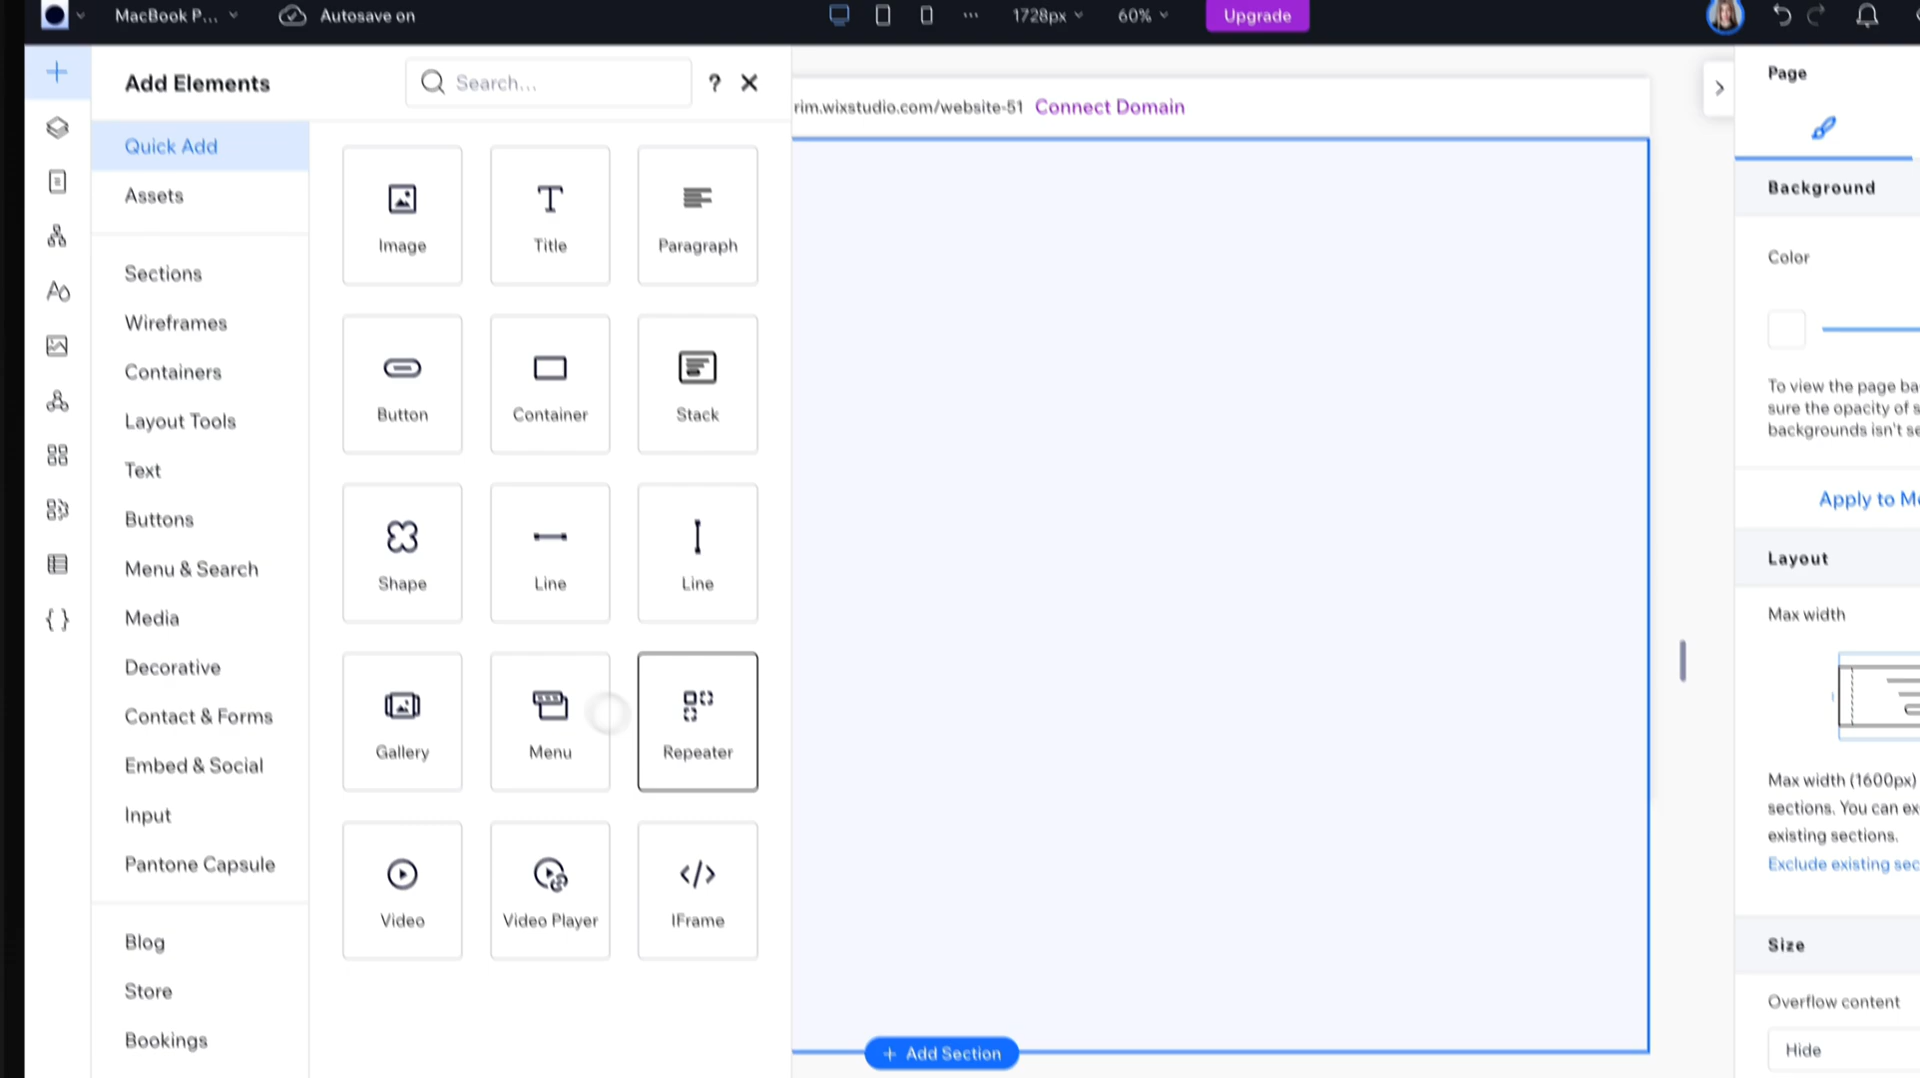 MacBook P...
Autosave on
1728px
60%
Upgrade
Add Elements
Search...
?
rim.wixstudio.com/website-51 Connect Domain
Quick Add
Assets
Sections
Wireframes
Containers
Layout Tools
Text
Buttons
Menu & Search
Media
Decorative
Contact & Forms
Embed & Social
Input
Pantone Capsule
Blog
Store
Bookings
Image
Title
Paragraph
Button
Container
Stack
Shape
Line
Line
Gallery
Menu
Repeater
Video
Video Player
IFrame
+ Add Section
Page
Background
Color
To view the page ba
sure the opacity of s
backgrounds isn't se
Apply to M
Layout
Max width
Max width (1600px)
sections. You can ex
existing sections.
Exclude existing sec
Size
Overflow content
Hide